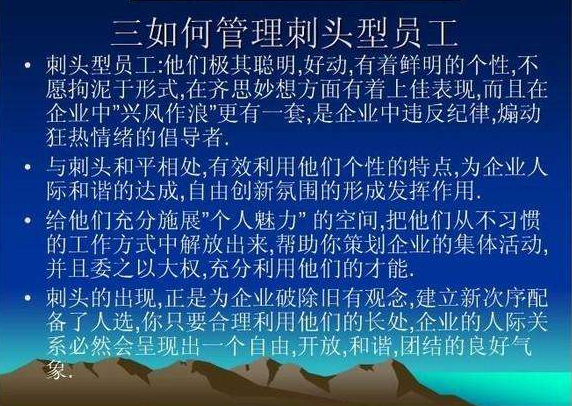 三如何管理刺头型员工
• 刺头型员工:他们极其聪明,好动,有着鲜明的个性,不
愿拘泥于形式,在齐思妙想方面有着上佳表现,而且在
企业中"兴风作浪"更有一套,是企业中违反纪律,煽动
狂热情绪的倡导者.
• 与刺头和平相处,有效利用他们个性的特点,为企业人
际和谐的达成,自由创新氛围的形成发挥作用.
• 给他们充分施展"个人魅力" 的空间,把他们从不习惯
的工作方式中解放出来,帮助你策划企业的集体活动,
并且委之以大权,充分利用他们的才能.
• 刺头的出现,正是为企业破除旧有观念,建立新次序配
备了人选,你只要合理利用他们的长处,企业的人际关
系必然会呈现出一个自由,开放,和谐,团结的良好气
象.